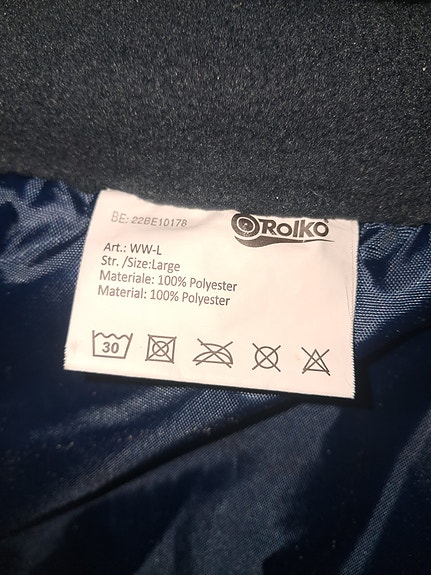 BE: 22BE10178
Rolko
Art.: WW-L
Str. /Size:Large
Materiale: 100% Polyester
Material: 100% Polyester
30